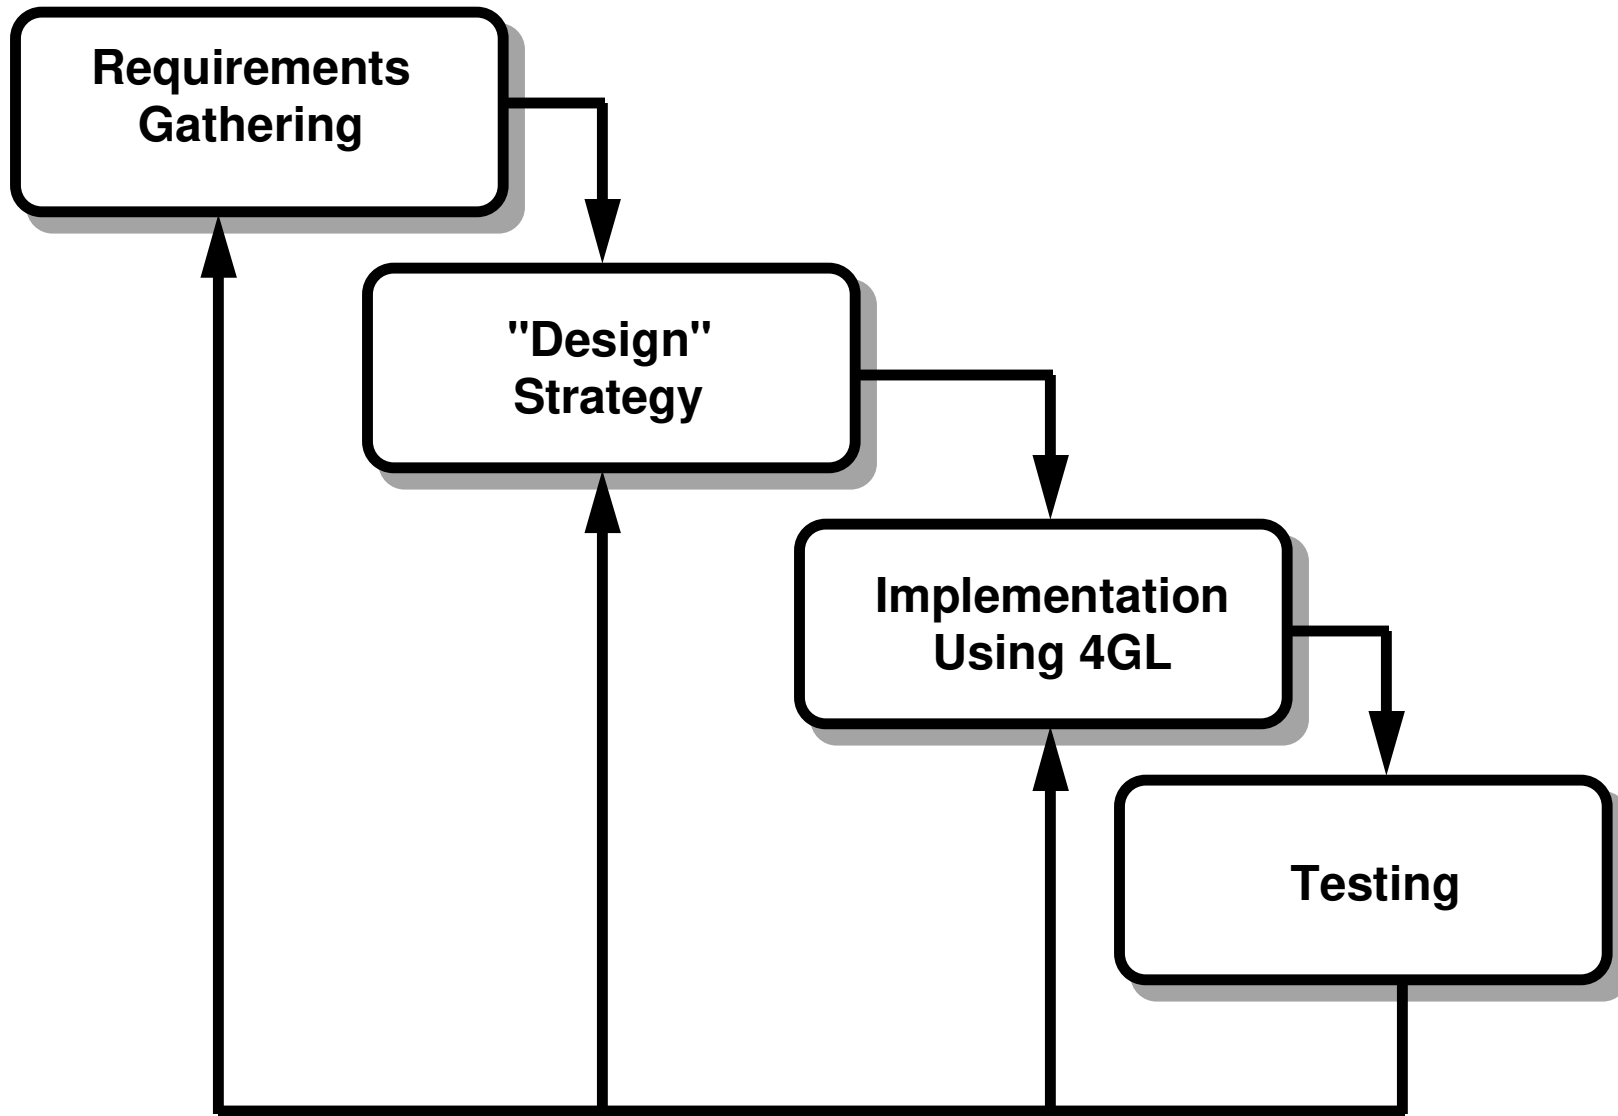 Requirements
Gathering
"Design"
Strategy
Implementation
Using 4GL
Testing